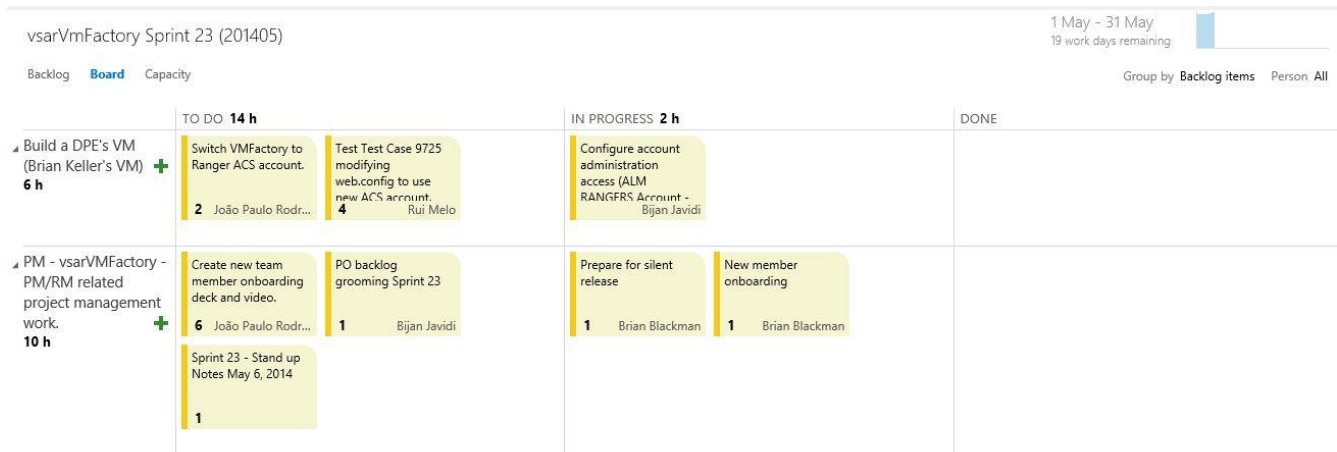 vsarVmFactory Sprint 23 (201405)
1 May - 31 May
19 work days remaining
Backlog Board Capacity
Group by Backlog items Person All
TO DO 14 h
IN PROGRESS 2 h
DONE
Build a DPE's VM
(Brian Keller's VM)
6 h
Switch VMFactory to
Ranger ACS account.
2 João Paulo Rodr...
Test Test Case 9725
modifying
web.config to use
new ACS account.
4 Rui Melo
Configure account
administration
access (ALM
RANGERS Account -
Bijan Javidi
PM - vsarVMFactory -
PM/RM related
project management
work.
10 h
Create new team
member onboarding
deck and video.
6 João Paulo Rodr...
PO backlog
grooming Sprint 23
1 Bijan Javidi
Sprint 23 - Stand up
Notes May 6, 2014
1
Prepare for silent
release
1 Brian Blackman
New member
onboarding
1 Brian Blackman